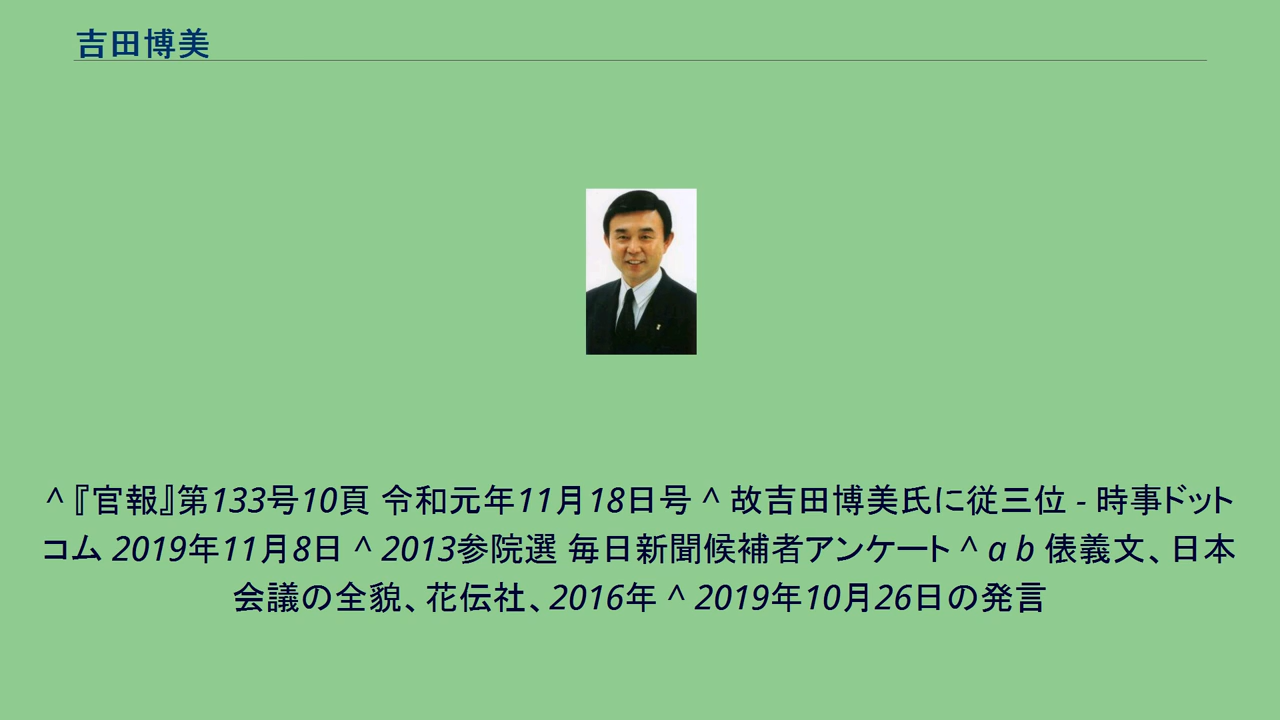 吉田博美
^ 『官報』第133号10頁 令和元年11月18日号 ^ 故吉田博美氏に従三位 - 時事ドット
コム 2019年11月8日 ^ 2013参院選 毎日新聞候補者アンケート ^ a b 俵義文、日本
会議の全貌、花伝社、2016年 ^ 2019年10月26日の発言